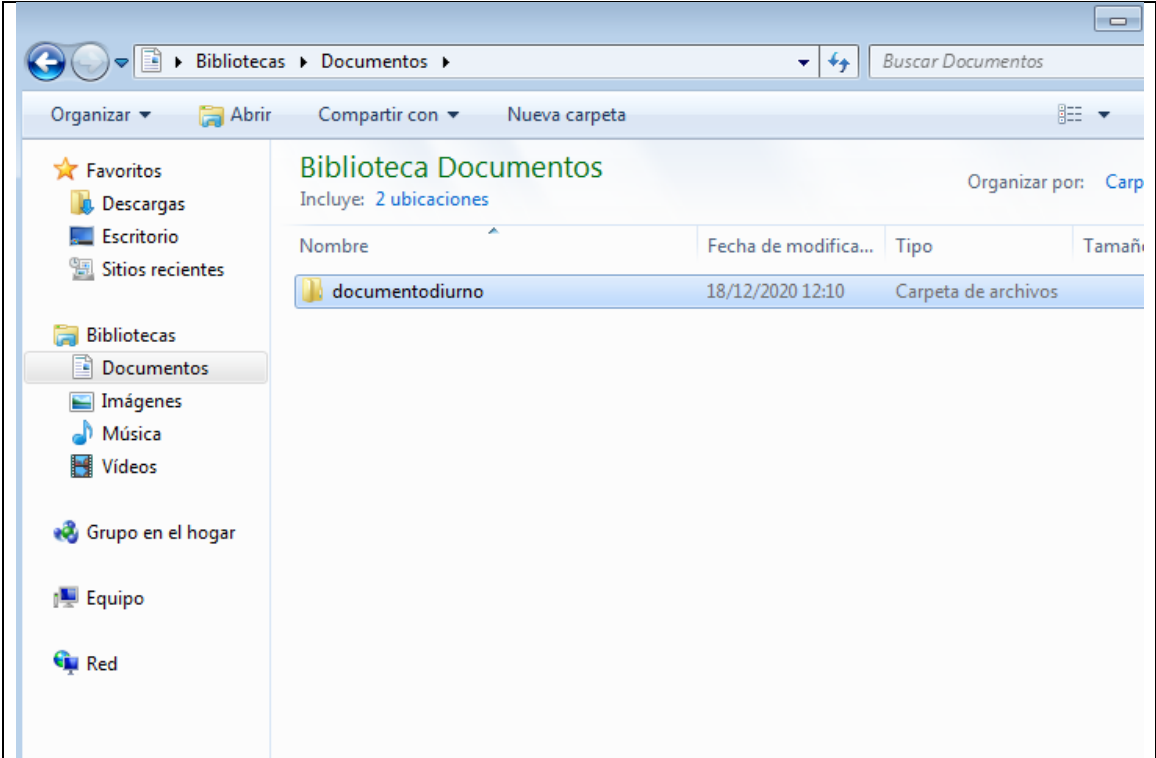 Bibliotecas Documentos
Buscar Documentos
Organizar Abrir Compartir con Nueva carpeta
Favoritos
Descargas
Escritorio
Sitios recientes
Bibliotecas
Documentos
Imágenes
Música
Vídeos
Grupo en el hogar
Equipo
Red
Biblioteca Documentos
Incluye: 2 ubicaciones
Organizar por: Carp
Nombre Fecha de modifica... Tipo Tamañ
documentodiurno 18/12/2020 12:10 Carpeta de archivos